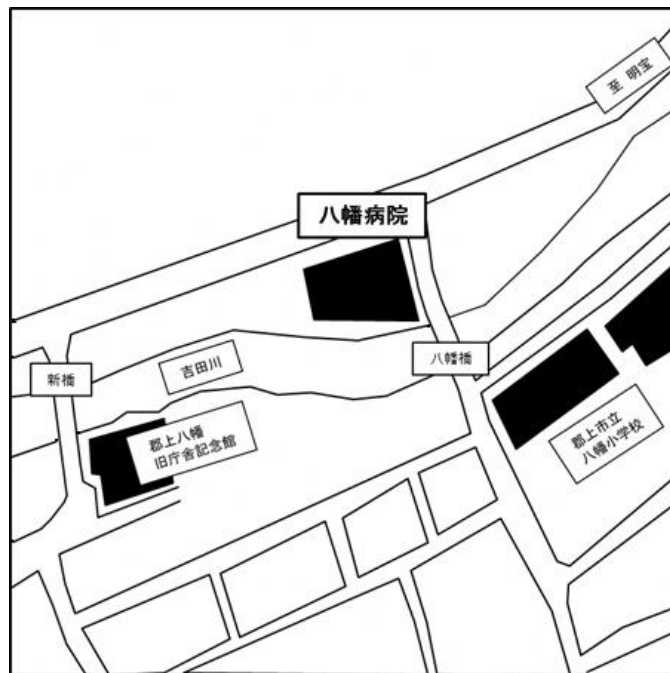 至 明宝
八幡病院
八幡橋
吉田川
新橋
郡上八幡
旧庁舎記念館
郡上市立
八幡小学校